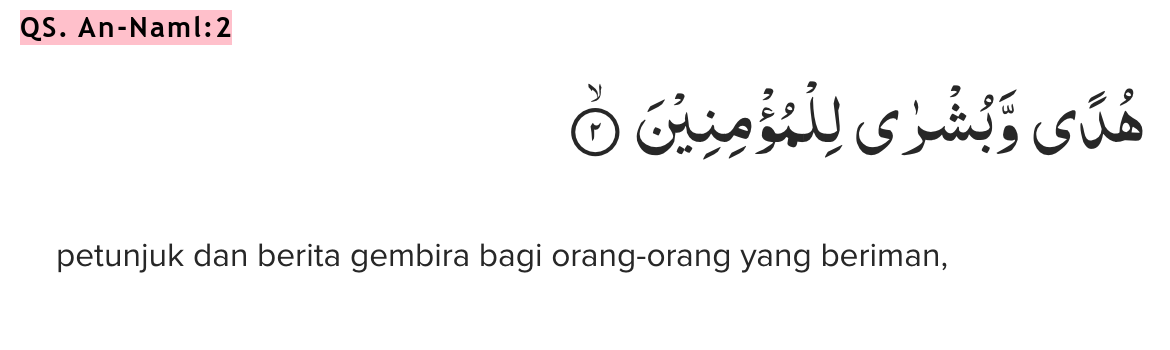 QS. An-Naml:2
هُدًى وَّبُشْرٰى لِلْمُؤْمِنِيْنَ ۙ ٢
petunjuk dan berita gembira bagi orang-orang yang beriman,